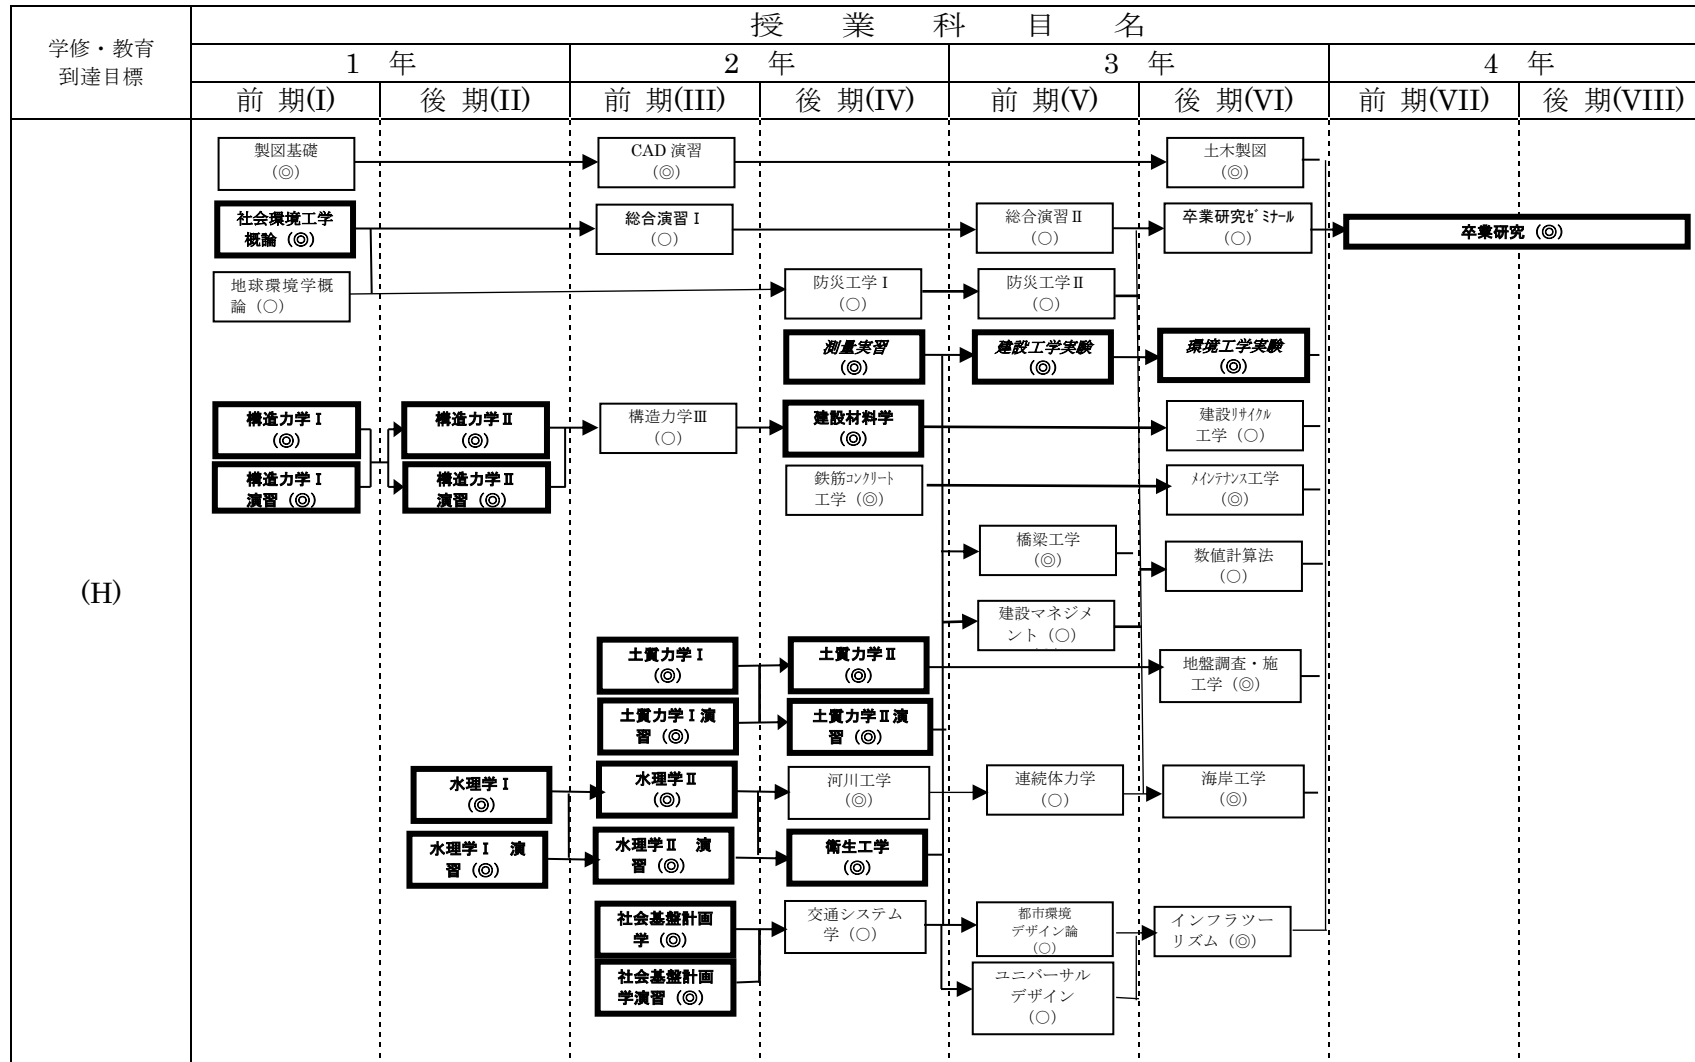 授　業　科　目　名
学修・教育
到達目標
1　年
2　年
3　年
4　年
前 期(I)
後 期(II)
前 期(III)
後 期(IV)
前 期(V)
後 期(VI)
前 期(VII)
後 期(VIII)
(H)
製図基礎
(◎)
CAD 演習
(◎)
土木製図
(◎)
社会環境工学
概論 (◎)
総合演習 I
(○)
総合演習 II
(○)
卒業研究ｾﾞﾐﾅｰﾙ
(○)
卒業研究 (◎)
地球環境学概
論 (○)
防災工学 I
(○)
防災工学 II
(○)
測量実習
(◎)
建設工学実験
(◎)
環境工学実験
(◎)
構造力学 I
(◎)
構造力学 II
(◎)
構造力学Ⅲ
(○)
建設材料学
(◎)
建設ﾘｻｲｸﾙ
工学 (○)
構造力学 I
演習 (◎)
構造力学 II
演習 (◎)
鉄筋ｺﾝｸﾘｰﾄ
工学 (◎)
ﾒｲﾝﾃﾅﾝｽ工学
(◎)
橋梁工学
(◎)
数値計算法
(○)
建設マネジメ
ント (○)
土質力学 I
(◎)
土質力学 II
(◎)
地盤調査・施
工学 (◎)
土質力学 I 演
習 (◎)
土質力学 II 演
習 (◎)
水理学 I
(◎)
水理学 II
(◎)
河川工学
(◎)
連続体力学
(○)
海岸工学
(◎)
水理学 I　演
習 (◎)
水理学 II　演
習 (◎)
衛生工学
(◎)
社会基盤計画
学 (◎)
交通システム
学 (○)
都市環境
デザイン論
(○)
インフラツー
リズム (◎)
社会基盤計画
学演習 (◎)
ユニバーサル
デザイン
(○)